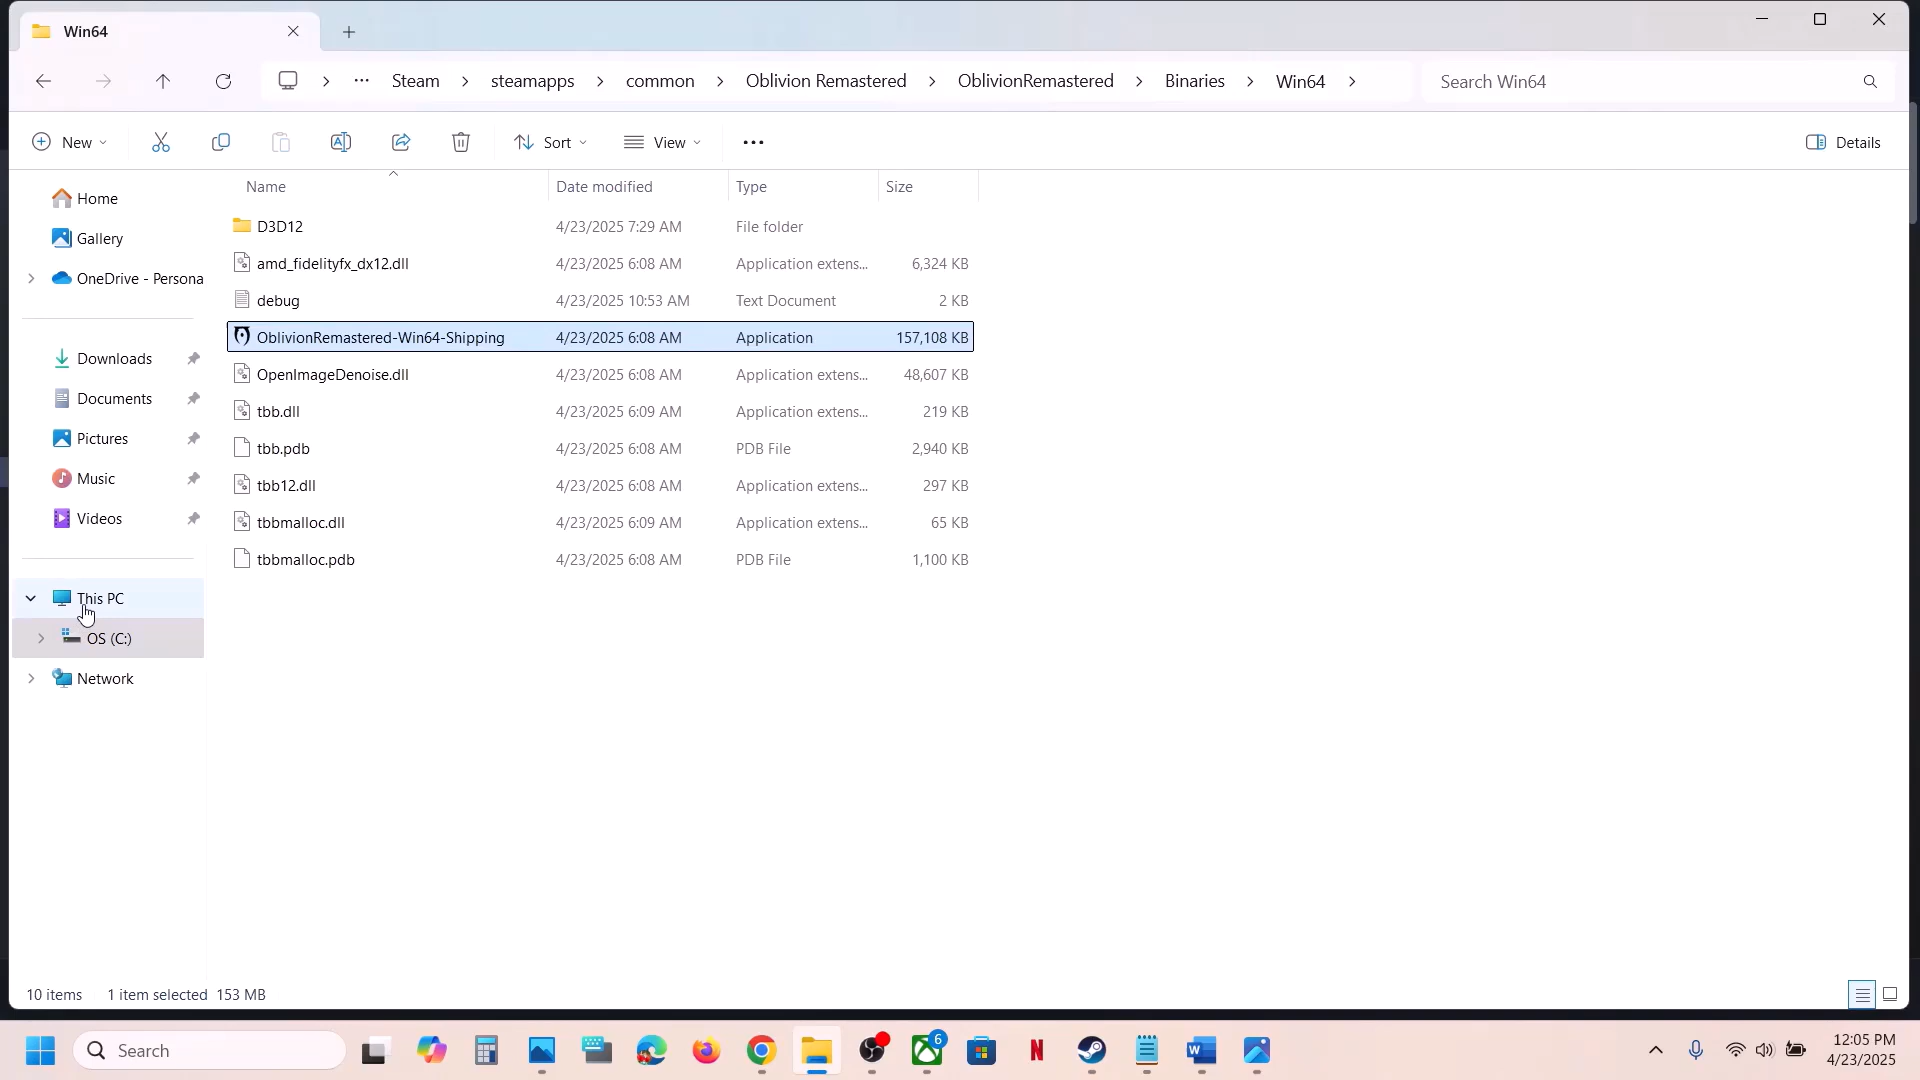 Win64
Steam > steamapps > common > Oblivion Remastered > OblivionRemastered > Binaries > Win64 >
Search Win64
New
Sort
View
Details
Name Date modified Type Size
Home
Gallery
OneDrive - Persona
Downloads
Documents
Pictures
Music
Videos
This PC
OS (C:)
Network
D3D12 4/23/2025 7:29 AM File folder
amd_fidelityfx_dx12.dll 4/23/2025 6:08 AM Application extens... 6,324 KB
debug 4/23/2025 10:53 AM Text Document 2 KB
OblivionRemastered-Win64-Shipping 4/23/2025 6:08 AM Application 157,108 KB
OpenImageDenoise.dll 4/23/2025 6:08 AM Application extens... 48,607 KB
tbb.dll 4/23/2025 6:09 AM Application extens... 219 KB
tbb.pdb 4/23/2025 6:08 AM PDB File 2,940 KB
tbb12.dll 4/23/2025 6:08 AM Application extens... 297 KB
tbbmalloc.dll 4/23/2025 6:09 AM Application extens... 65 KB
tbbmalloc.pdb 4/23/2025 6:08 AM PDB File 1,100 KB
10 items 1 item selected 153 MB
Search
6
12:05 PM
4/23/2025